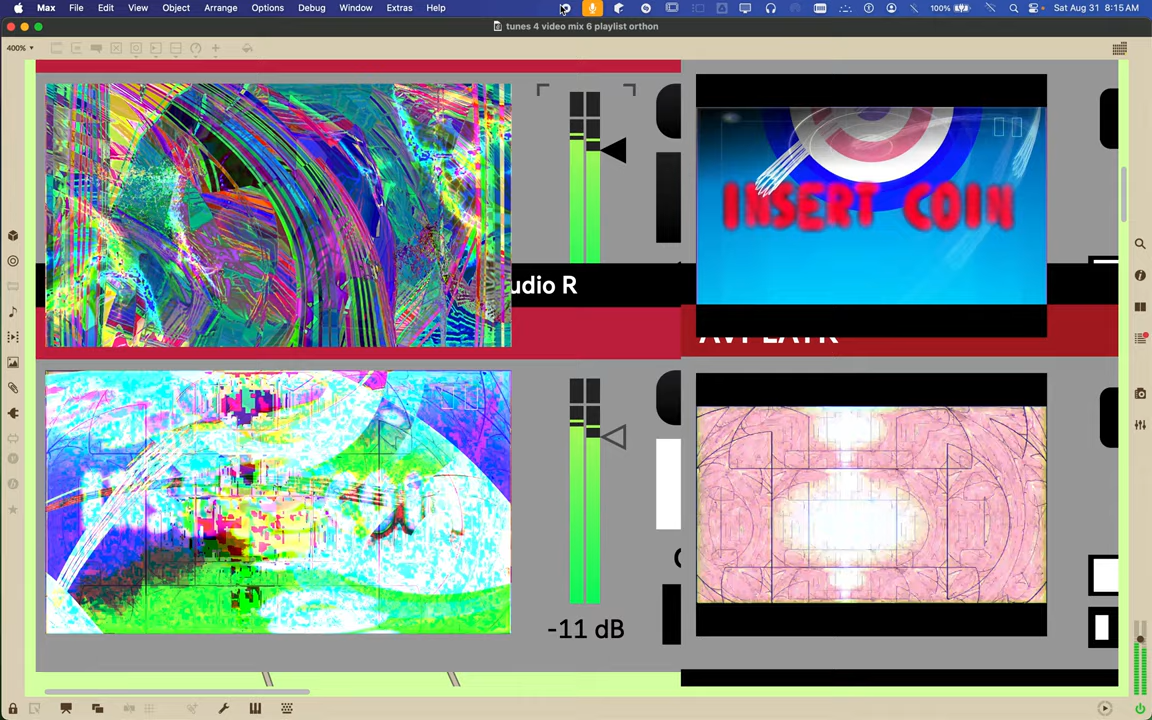 Max File Edit View Object Arrange Options Debug Window Extras Help 100% Sat Aug 31 8:15 AM
tunes 4 video mix 6 playlist orthon
400%
INSERT COIN
udio R
-11 dB